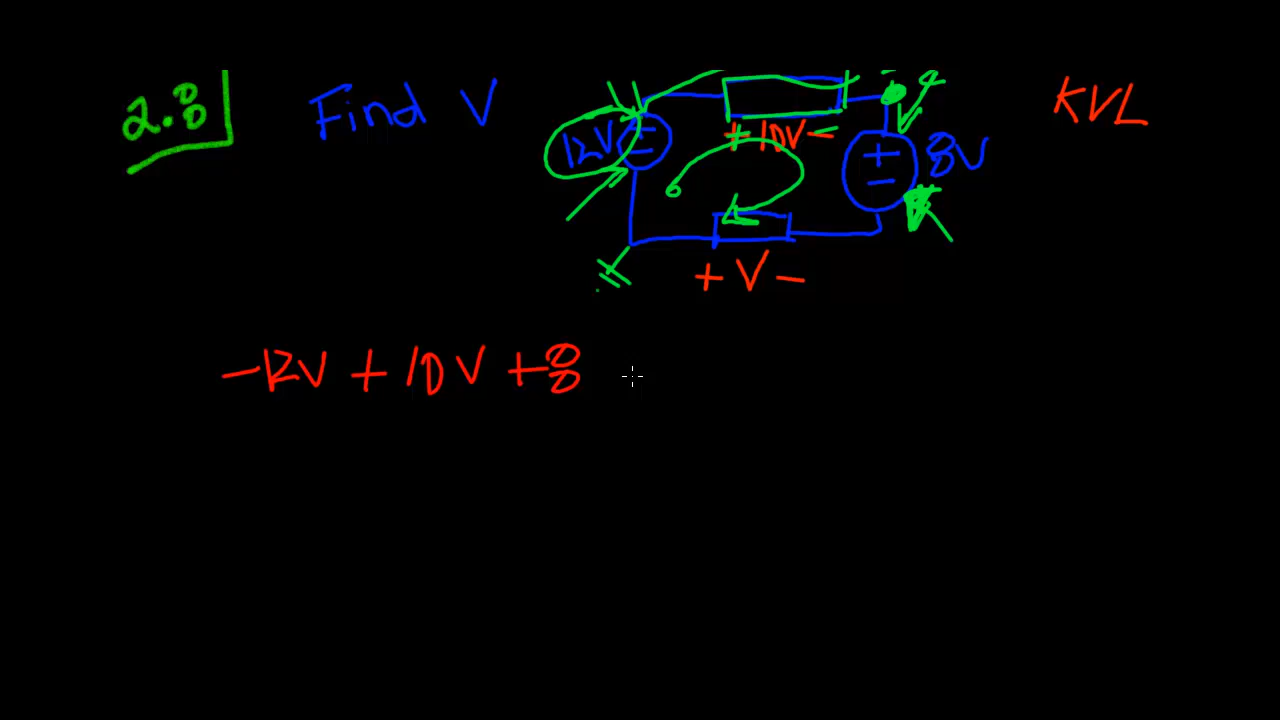 2.8 Find V KVL
12V + - 8V
+ 10V -
+ V -
-12V + 10V + 8